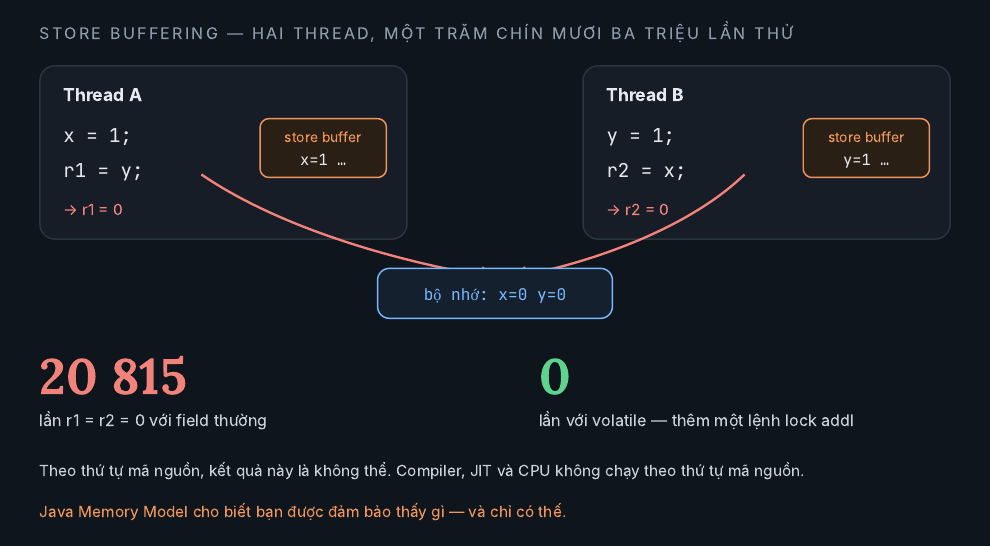 STORE BUFFERING — HAI THREAD, MỘT TRĂM CHÍN MƯƠI BA TRIỆU LẦN THỬ
Thread A
x = 1;
r1 = y;
→ r1 = 0
store buffer
x=1 …
Thread B
y = 1;
r2 = x;
→ r2 = 0
store buffer
y=1 …
bộ nhớ: x=0 y=0
20 815
lần r1 = r2 = 0 với field thường
0
lần với volatile — thêm một lệnh lock addl
Theo thứ tự mã nguồn, kết quả này là không thể. Compiler, JIT và CPU không chạy theo thứ tự mã nguồn.
Java Memory Model cho biết bạn được đảm bảo thấy gì — và chỉ có thế.